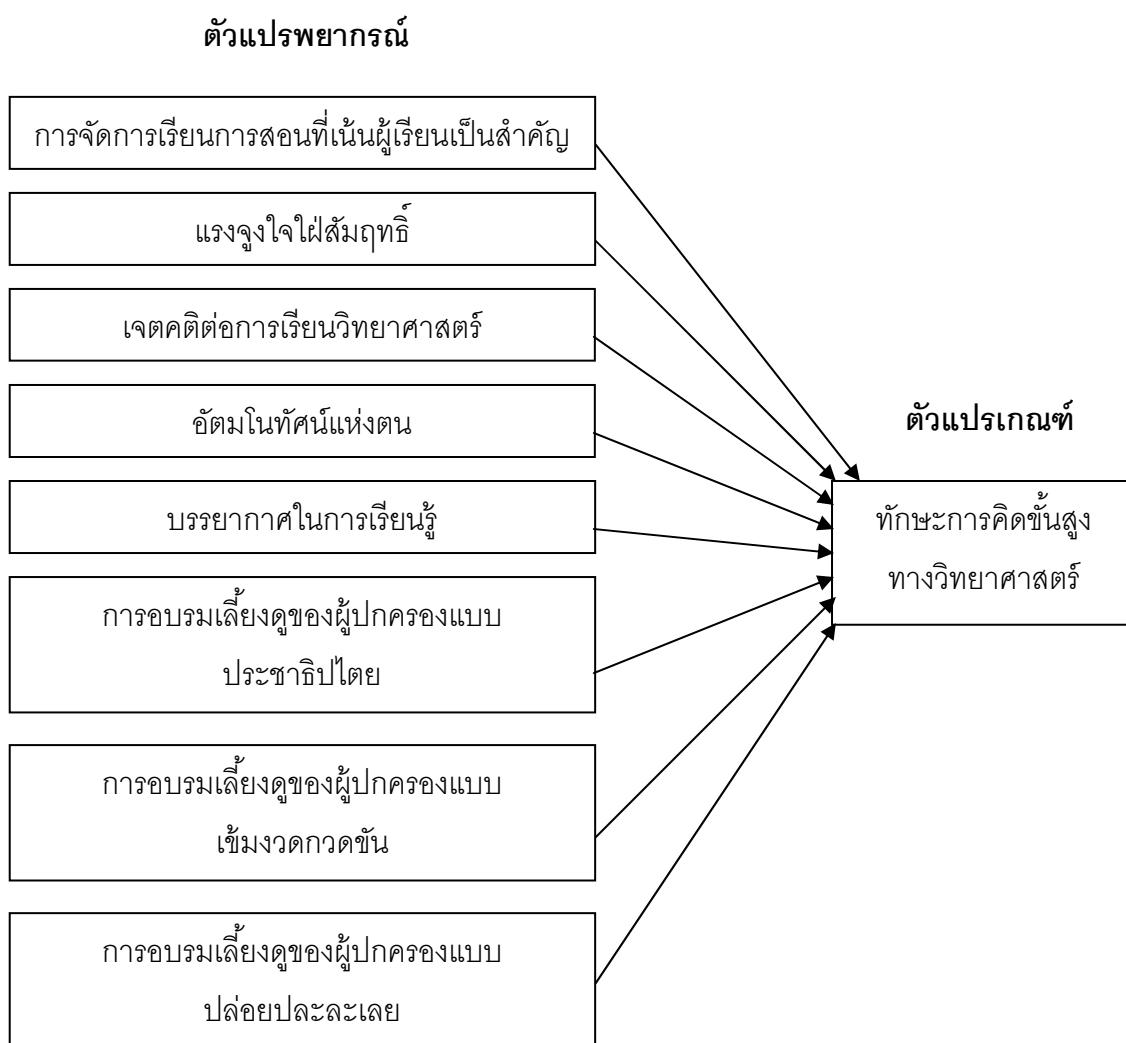 ตัวแปรพยากรณ์
การจัดการเรียนการสอนที่เน้นผู้เรียนเป็นสำคัญ
แรงจูงใจใฝ่สัมฤทธิ์
เจตคติต่อการเรียนวิทยาศาสตร์
อัตมโนทัศน์แห่งตน
บรรยากาศในการเรียนรู้
การอบรมเลี้ยงดูของผู้ปกครองแบบ
ประชาธิปไตย
การอบรมเลี้ยงดูของผู้ปกครองแบบ
เข้มงวดกวดขัน
การอบรมเลี้ยงดูของผู้ปกครองแบบ
ปล่อยปละละเลย
ตัวแปรเกณฑ์
ทักษะการคิดขั้นสูง
ทางวิทยาศาสตร์